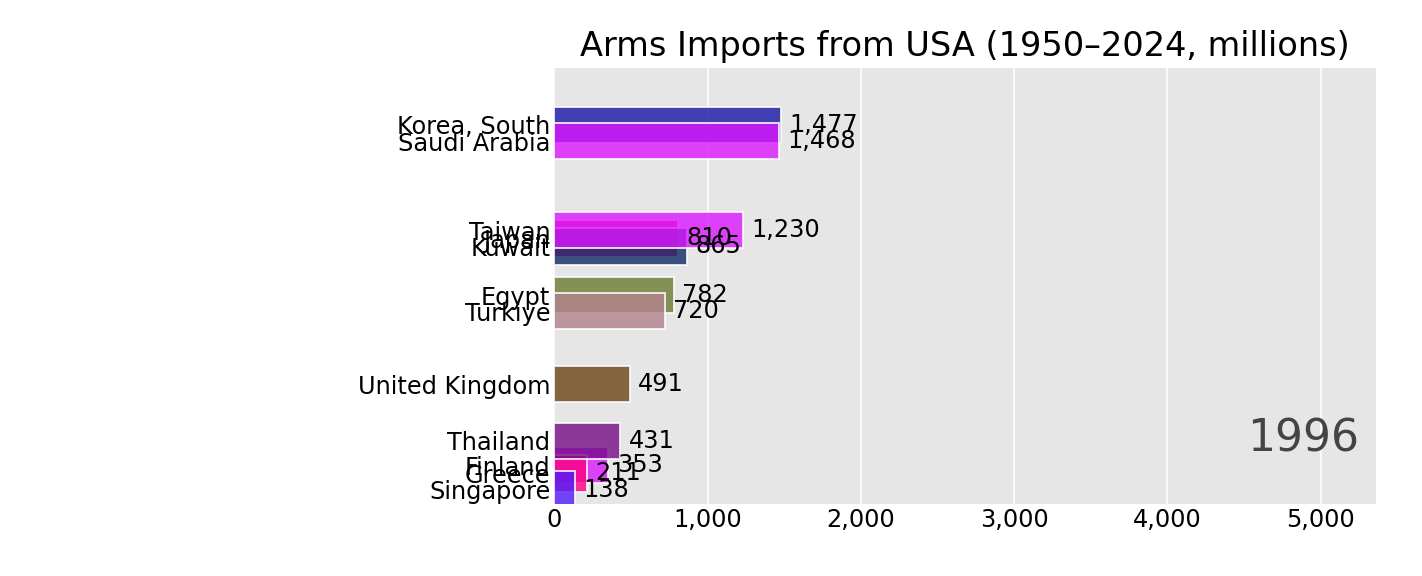 Arms Imports from USA (1950–2024, millions)
Korea, South 1,477
Saudi Arabia 1,468
Taiwan 1,230
Japan 810
Kuwait 865
Egypt 782
Turkiye 720
United Kingdom 491
Thailand 431
1996
Finland 353
Greece 211
Singapore 138
0 1,000 2,000 3,000 4,000 5,000